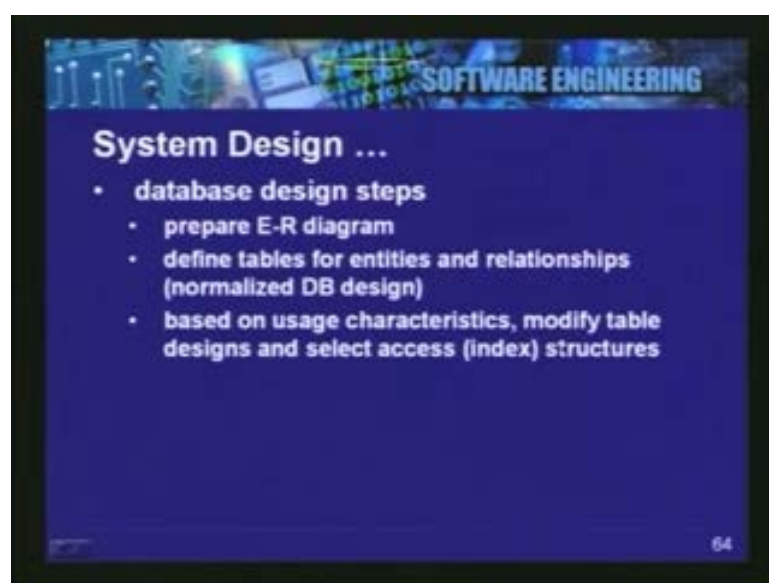 SOFTWARE ENGINEERING
System Design ...
• database design steps
• prepare E-R diagram
• define tables for entities and relationships
(normalized DB design)
• based on usage characteristics, modify table
designs and select access (index) structures
64